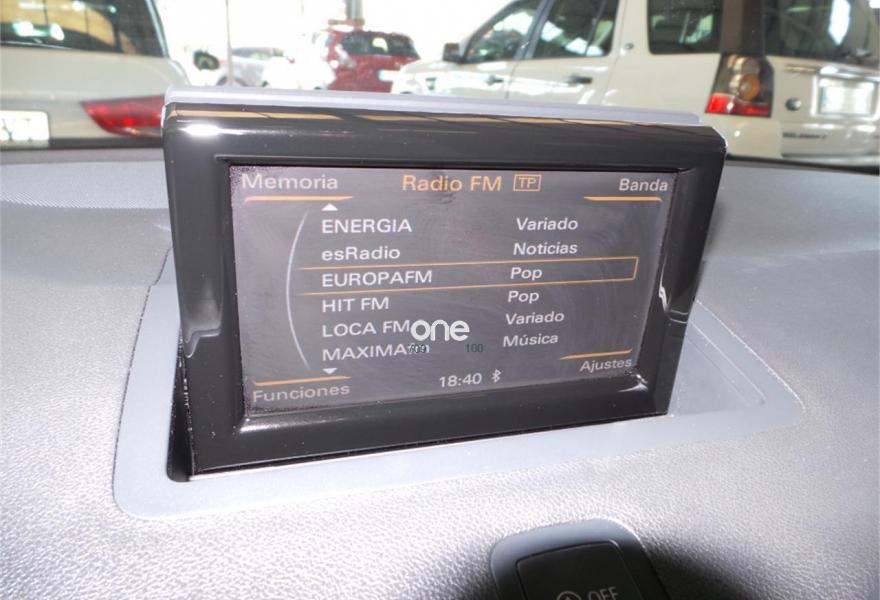 Memoria Radio FM TP Banda
ENERGIA Variado
esRadio Noticias
EUROPAFM Pop
HIT FM Pop
LOCA FM Variado
MAXIMA Música
one
100
18:40
Funciones Ajustes
OFF